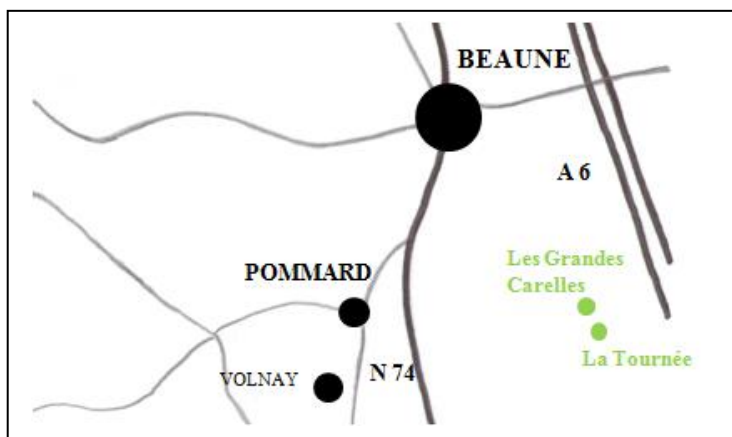 BEAUNE
A 6
Les Grandes
Carelles
POMMARD
La Tournée
N 74
VOLNAY